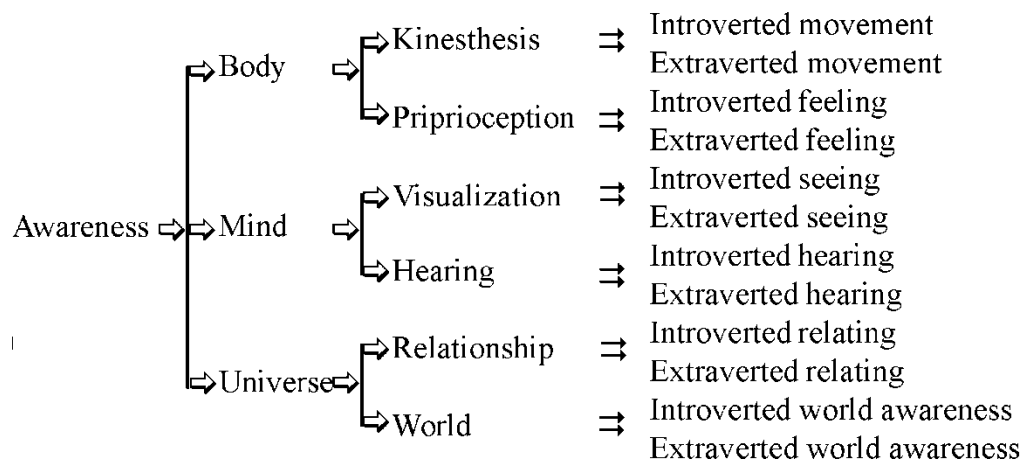 Introverted movement
Kinesthesis
Extraverted movement
Body
Introverted feeling
Priprioception
Extraverted feeling
Introverted seeing
Visualization
Extraverted seeing
Awareness Mind
Introverted hearing
Hearing
Extraverted hearing
Introverted relating
Relationship
Extraverted relating
Universe
Introverted world awareness
World
Extraverted world awareness